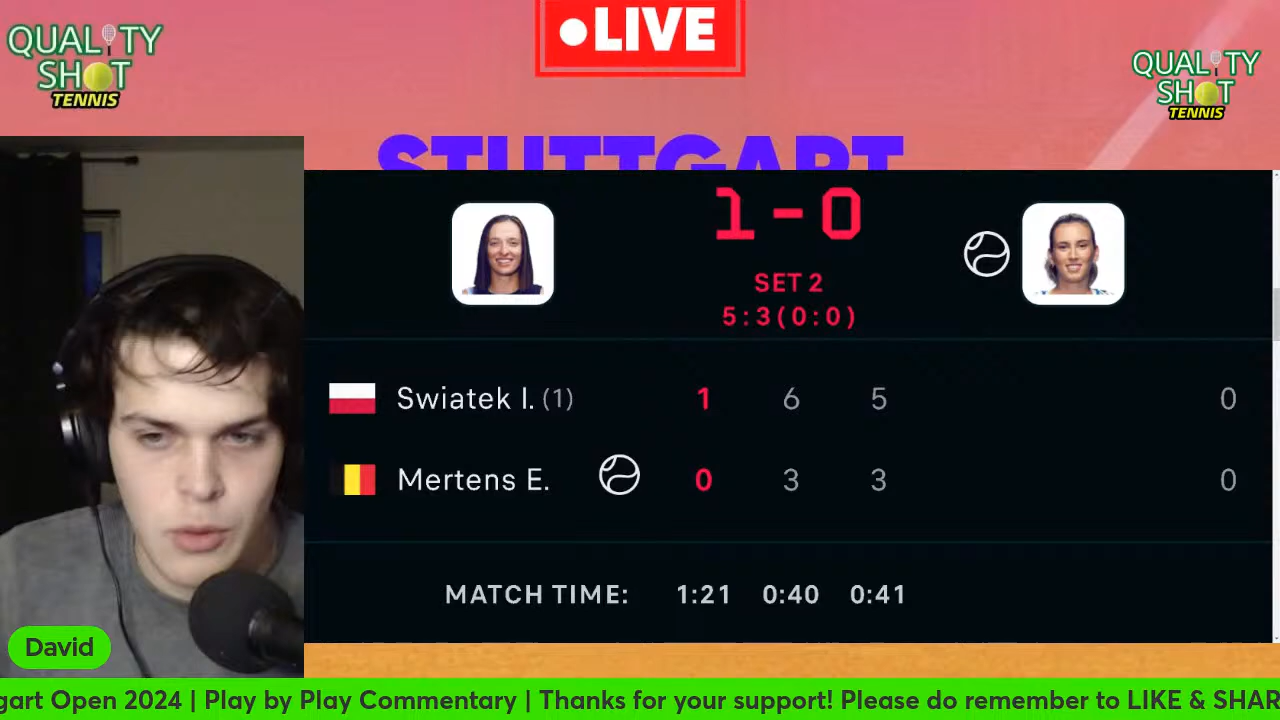 QUALITY
SHOT
TENNIS
LIVE
QUALITY
SHOT
TENNIS
STUTTGART
1-0
SET 2
5:3(0:0)
Swiatek I. (1) 1 6 5 0
Mertens E. 0 3 3 0
MATCH TIME: 1:21 0:40 0:41
David
gart Open 2024 | Play by Play Commentary | Thanks for your support! Please do remember to LIKE & SHAR